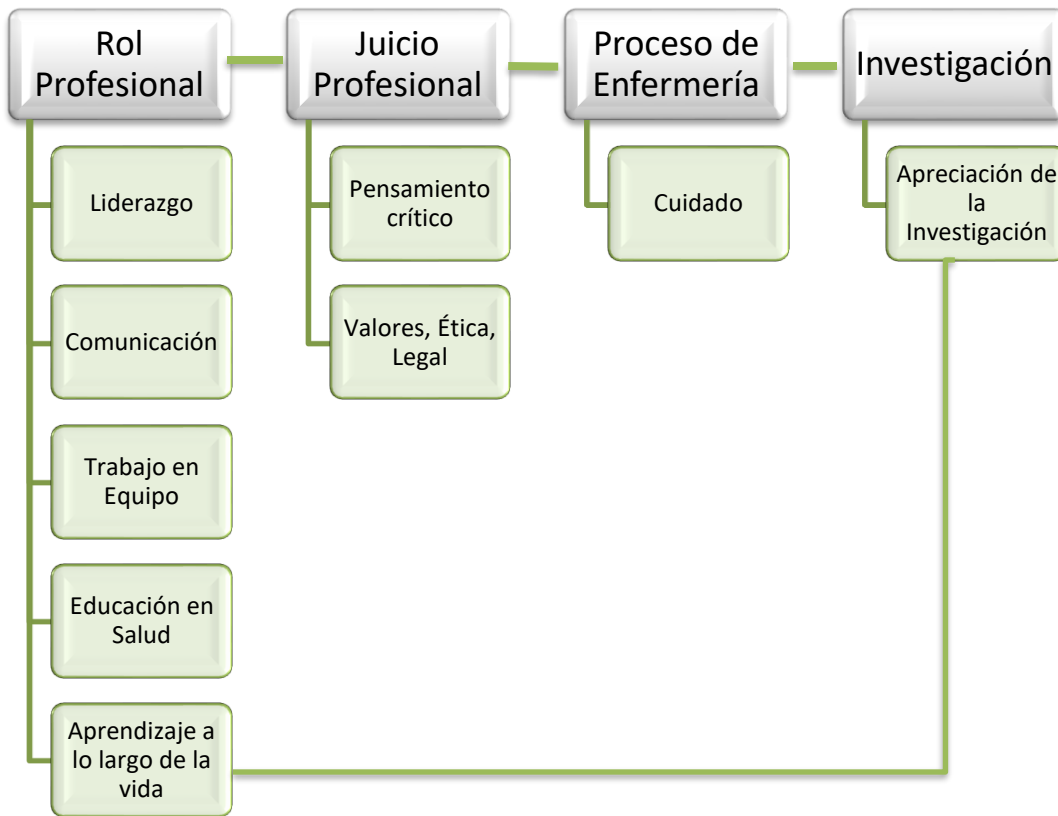 Rol
Profesional
Juicio
Profesional
Proceso de
Enfermería
Investigación
Liderazgo
Comunicación
Trabajo en
Equipo
Educación en
Salud
Aprendizaje a
lo largo de la
vida
Pensamiento
crítico
Valores, Ética,
Legal
Cuidado
Apreciación de
la
Investigación